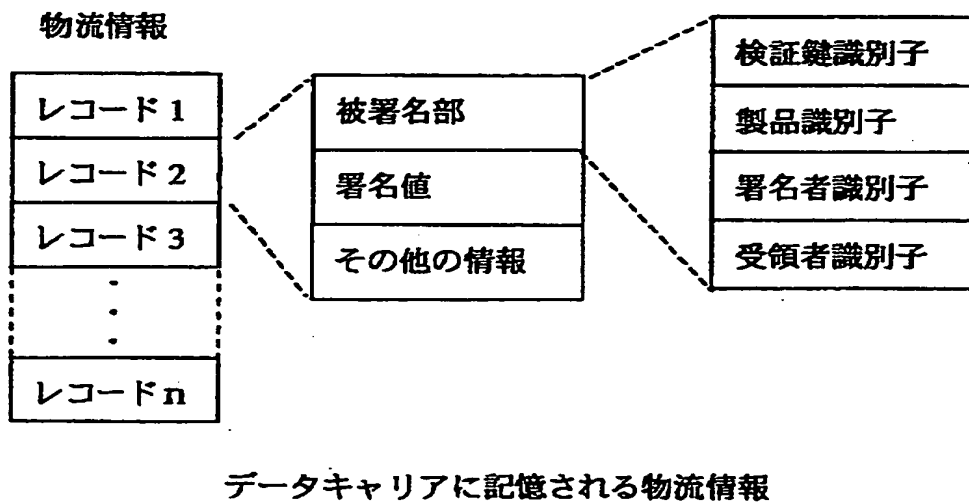 物流情報
レコード1
レコード2
レコード3
レコードn
被署名部
署名値
その他の情報
検証鍵識別子
製品識別子
署名者識別子
受領者識別子
データキャリアに記憶される物流情報